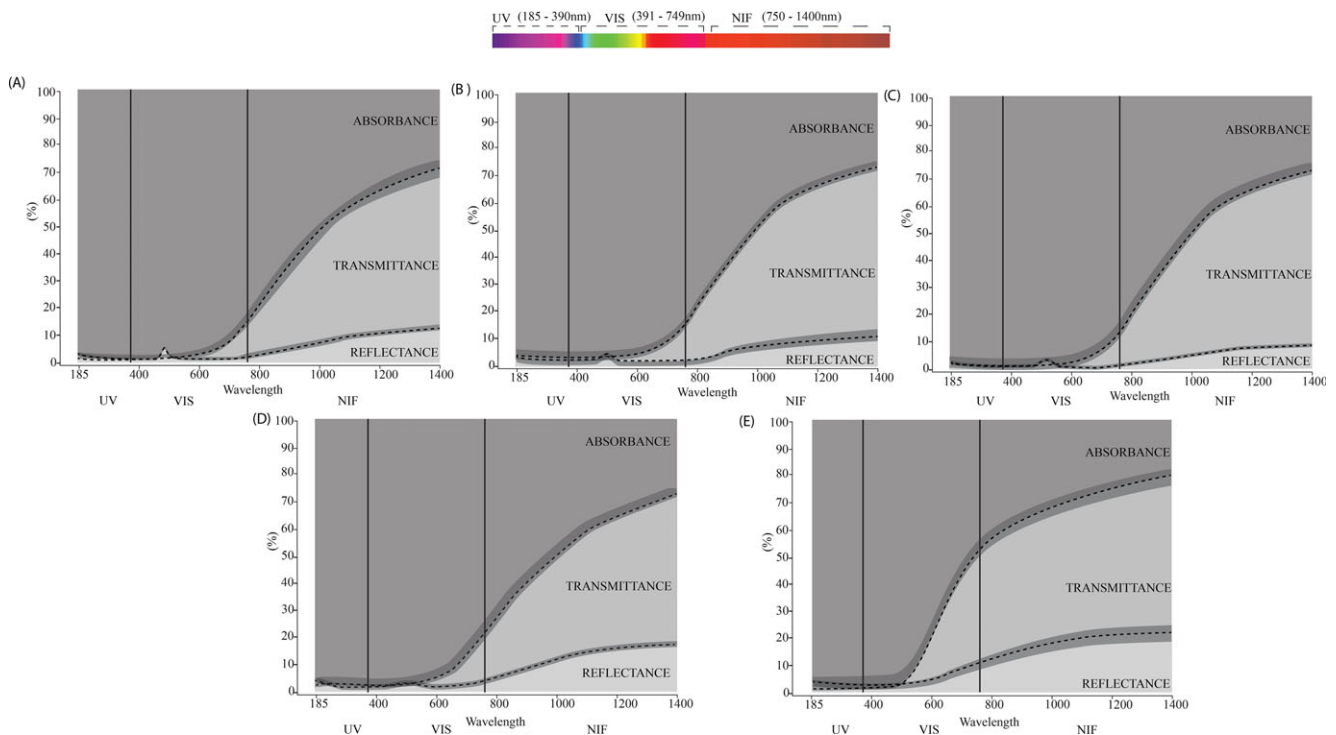 UV (185 - 390nm) VIS (391 - 749nm) NIF (750 - 1400nm)
(A)
100
90
80
70
60
50
40
30
20
10
0
(%)
ABSORBANCE
TRANSMITTANCE
REFLECTANCE
185 400 600 800 1000 1200 1400
Wavelength
UV VIS NIF
(B)
100
90
80
70
60
50
40
30
20
10
0
(%)
ABSORBANCE
TRANSMITTANCE
REFLECTANCE
185 400 600 800 1000 1200 1400
Wavelength
UV VIS NIF
(C)
100
90
80
70
60
50
40
30
20
10
0
(%)
ABSORBANCE
TRANSMITTANCE
REFLECTANCE
185 400 600 800 1000 1200 1400
Wavelength
UV VIS NIF
(D)
100
90
80
70
60
50
40
30
20
10
0
(%)
ABSORBANCE
TRANSMITTANCE
REFLECTANCE
185 400 600 800 1000 1200 1400
Wavelength
UV VIS NIF
(E)
100
90
80
70
60
50
40
30
20
10
0
(%)
ABSORBANCE
TRANSMITTANCE
REFLECTANCE
185 400 600 800 1000 1200 1400
Wavelength
UV VIS NIF